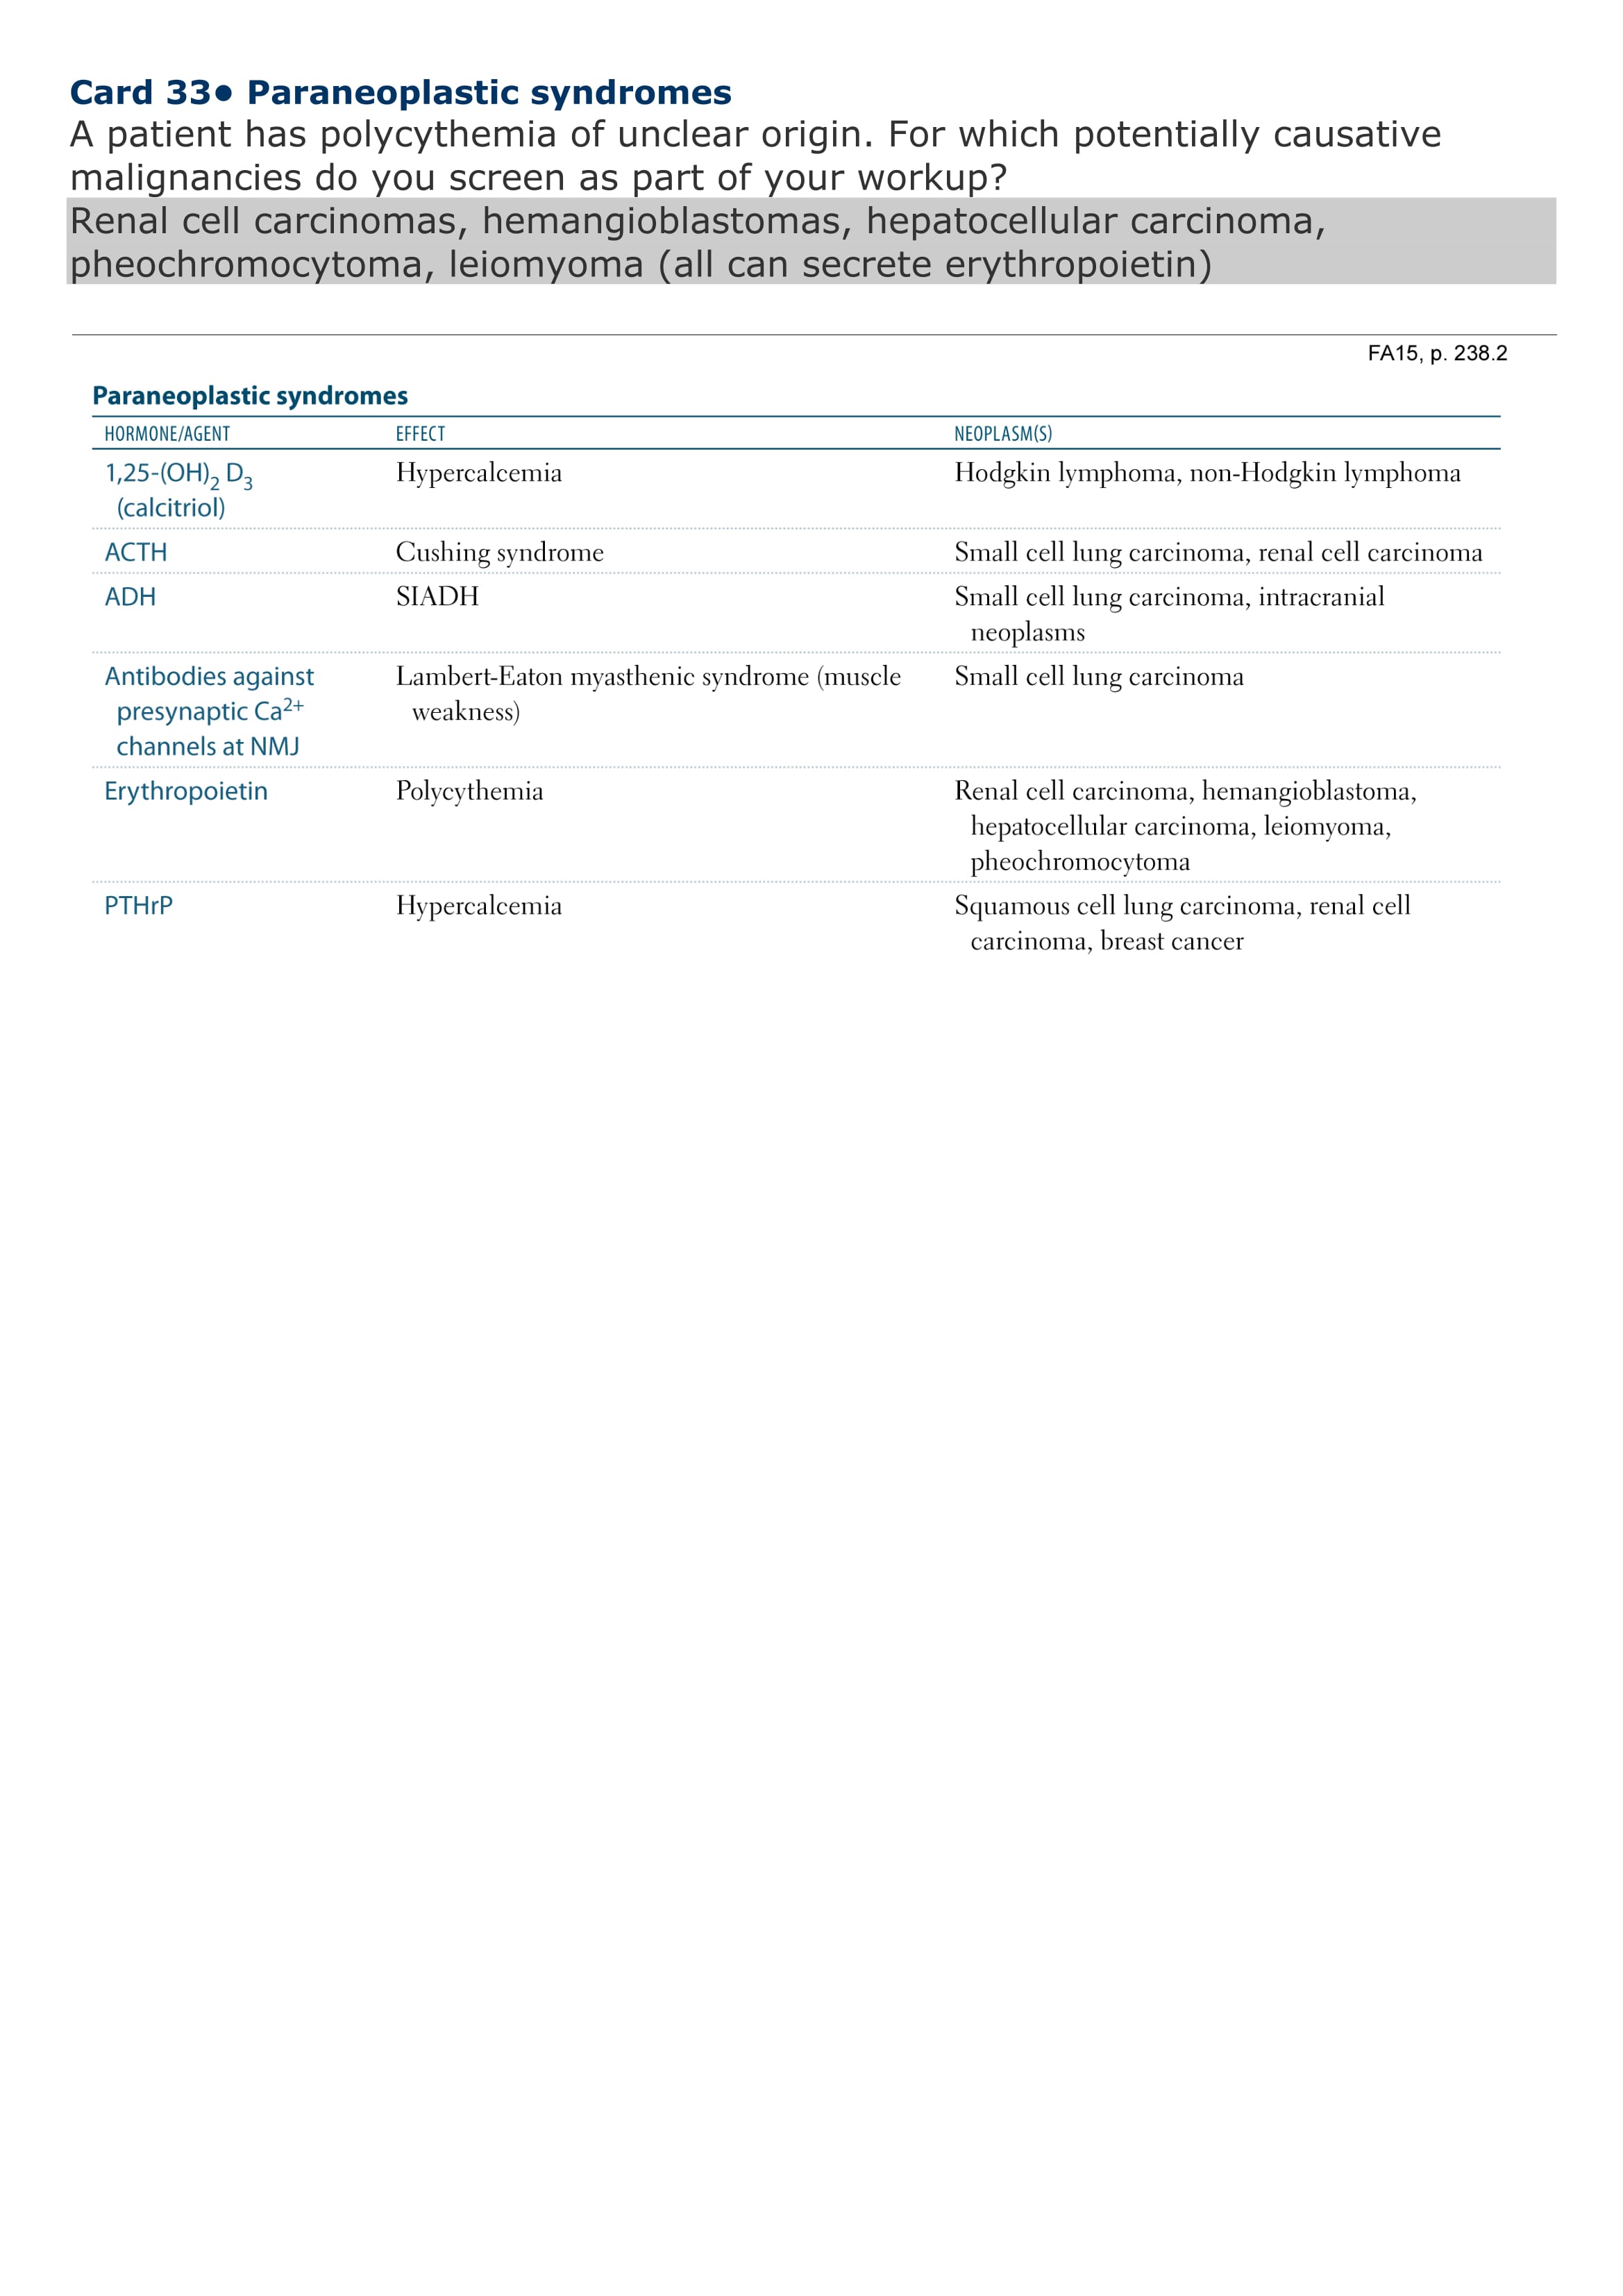 Card 33• Paraneoplastic syndromes
A patient has polycythemia of unclear origin. For which potentially causative
malignancies do you screen as part of your workup?
Renal cell carcinomas, hemangioblastomas, hepatocellular carcinoma,
pheochromocytoma, leiomyoma (all can secrete erythropoietin)
FA15, p. 238.2
Paraneoplastic syndromes
HORMONE/AGENT EFFECT NEOPLASM(S)
1,25-(OH)₂ D₃ Hypercalcemia Hodgkin lymphoma, non-Hodgkin lymphoma
(calcitriol)
ACTH Cushing syndrome Small cell lung carcinoma, renal cell carcinoma
ADH SIADH Small cell lung carcinoma, intracranial
neoplasms
Antibodies against Lambert-Eaton myasthenic syndrome (muscle Small cell lung carcinoma
presynaptic Ca²⁺ weakness)
channels at NMJ
Erythropoietin Polycythemia Renal cell carcinoma, hemangioblastoma,
hepatocellular carcinoma, leiomyoma,
pheochromocytoma
PTHrP Hypercalcemia Squamous cell lung carcinoma, renal cell
carcinoma, breast cancer